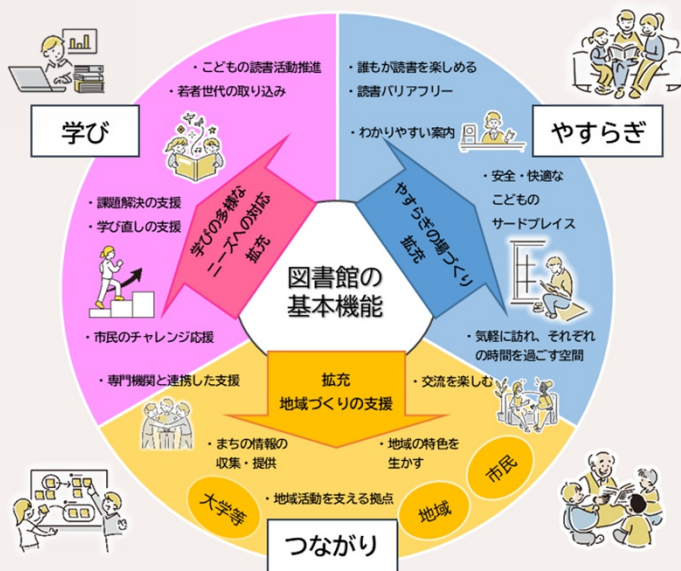 学び
・こどもの読書活動推進
・若者世代の取り込み
・課題解決の支援
・学び直しの支援
・市民のチャレンジ応援
・専門機関と連携した支援
学びの多様な
ニーズへの対応
拡充
やすらぎ
・誰もが読書を楽しめる
・読書バリアフリー
・わかりやすい案内
・安全・快適な
こどもの
サードプレイス
・気軽に訪れ、それぞれ
の時間を過ごす空間
・交流を楽しむ
やすらぎの場づくり
拡充
図書館の
基本機能
拡充
地域づくりの支援
・まちの情報の
収集・提供
・地域の特色を
生かす
・地域活動を支える拠点
大学等
地域
市民
つながり